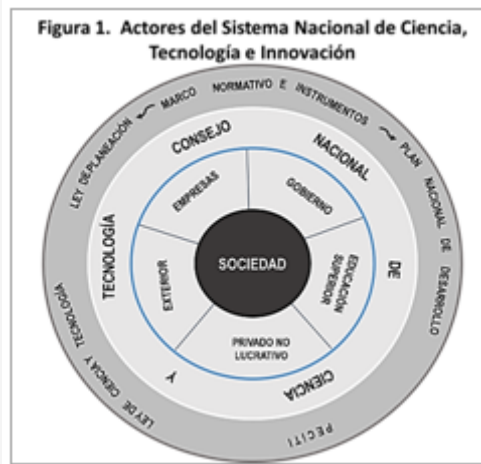 Figura 1. Actores del Sistema Nacional de Ciencia,
Tecnología e Innovación
MARCO NORMATIVO E INSTRUMENTOS
PLAN NACIONAL DE DESARROLLO
PECITI
LEY DE CIENCIA Y TECNOLOGÍA
LEY DE PLANEACIÓN
CONSEJO NACIONAL DE CIENCIA Y TECNOLOGÍA
EMPRESAS
GOBIERNO
EDUCACIÓN
SUPERIOR
PRIVADO NO
LUCRATIVO
EXTERIOR
SOCIEDAD